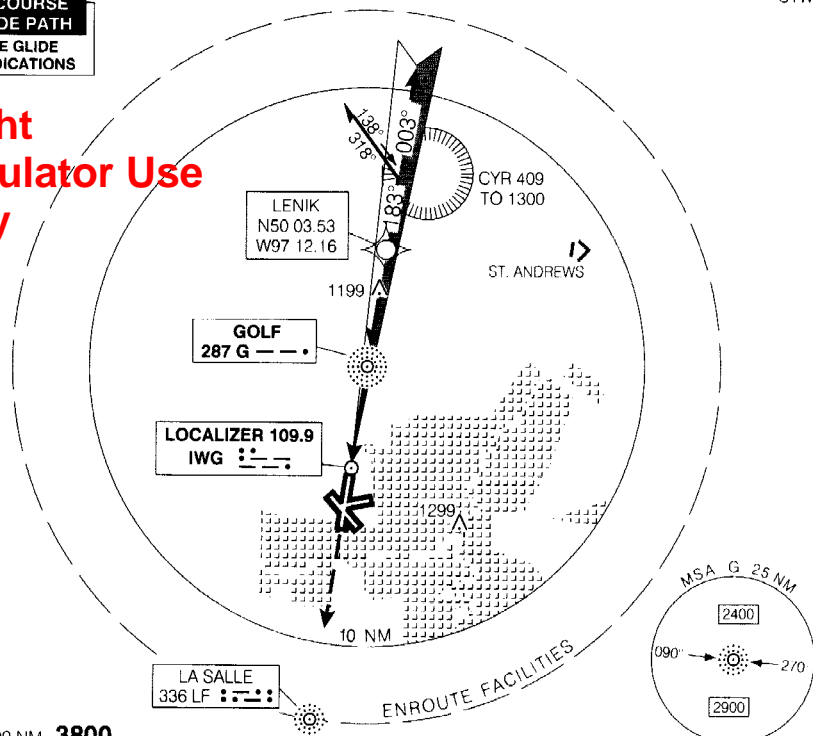 COURSE
DE PATH
E GLIDE
DICATIONS
ht
ulator Use
y
138°
318°
003°
183°
CYR 409
TO 1300
LENIK
N50 03.53
W97 12.16
ST. ANDREWS
1199
GOLF
287 G — — •
LOCALIZER 109.9
IWG
1299
10 NM
LA SALLE
336 LF
ENROUTE FACILITIES
MSA G 25 NM
2400
090° 270
2900
NM 3800